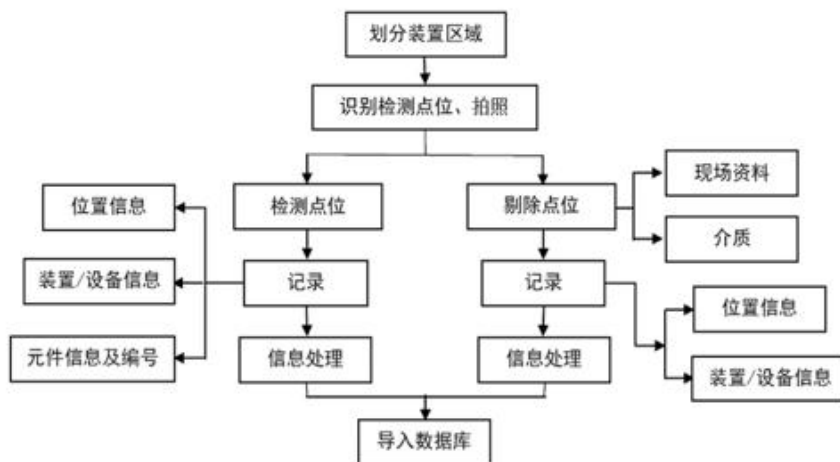 划分装置区域
识别检测点位、拍照
检测点位
剔除点位
现场资料
介质
位置信息
装置/设备信息
元件信息及编号
记录
记录
位置信息
装置/设备信息
信息处理
信息处理
导入数据库